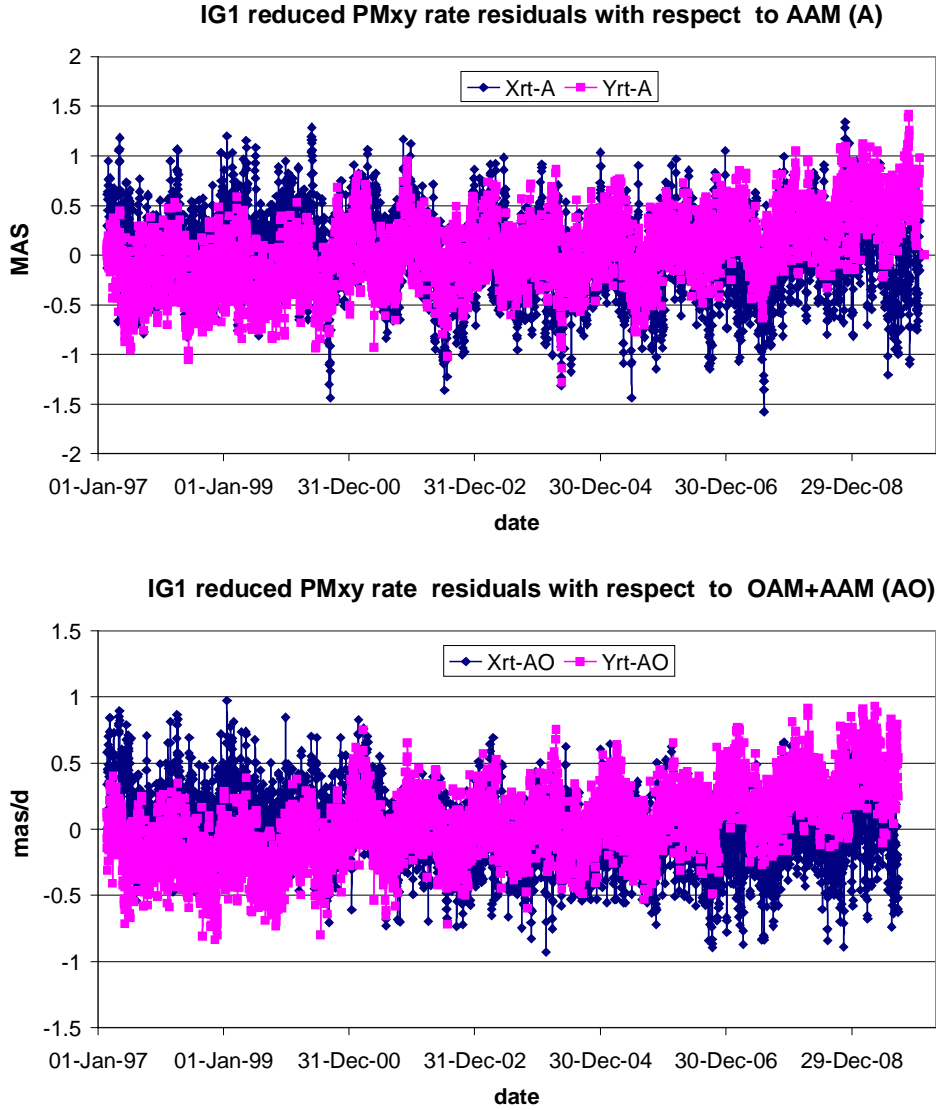 IG1 reduced PMxy rate residuals with respect to AAM (A)
2
Xrt-A Yrt-A
1.5
1
0.5
0
-0.5
-1
-1.5
-2
MAS
01-Jan-97 01-Jan-99 31-Dec-00 31-Dec-02 30-Dec-04 30-Dec-06 29-Dec-08
date
IG1 reduced PMxy rate residuals with respect to OAM+AAM (AO)
1.5
Xrt-AO Yrt-AO
1
0.5
0
-0.5
-1
-1.5
mas/d
01-Jan-97 01-Jan-99 31-Dec-00 31-Dec-02 30-Dec-04 30-Dec-06 29-Dec-08
date